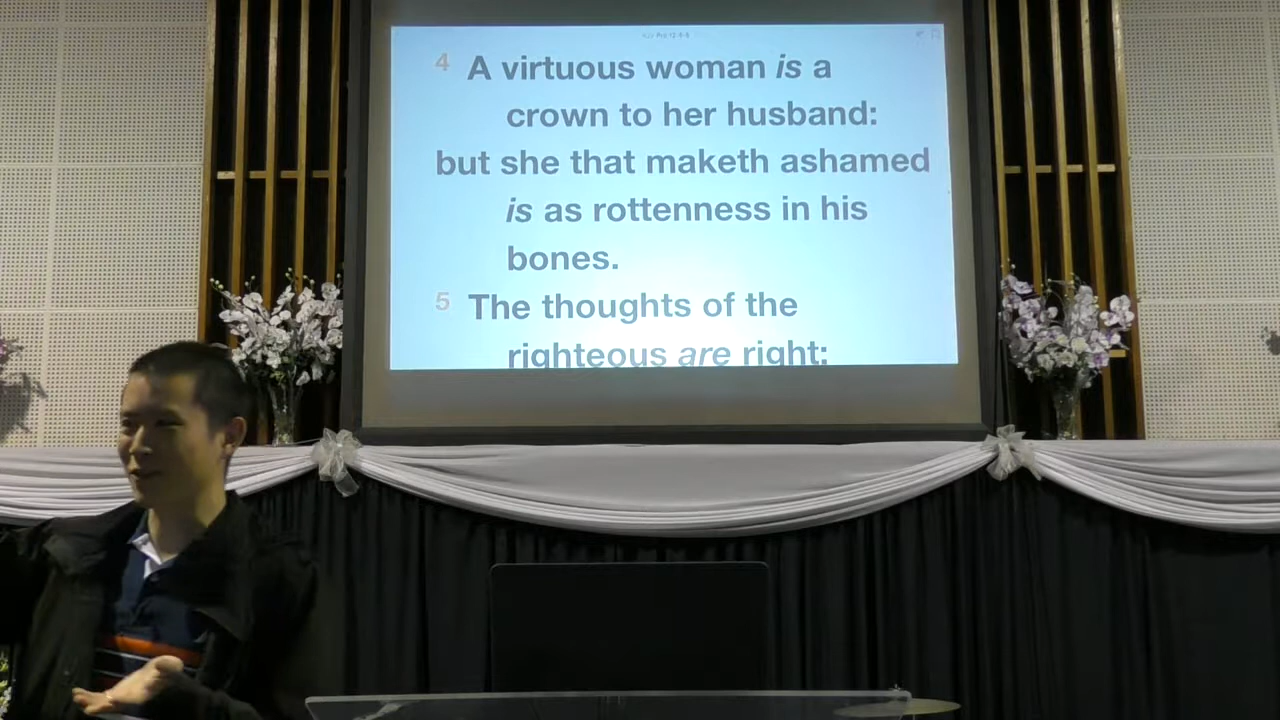 4 A virtuous woman is a
crown to her husband:
but she that maketh ashamed
is as rottenness in his
bones.
5 The thoughts of the
righteous are right: